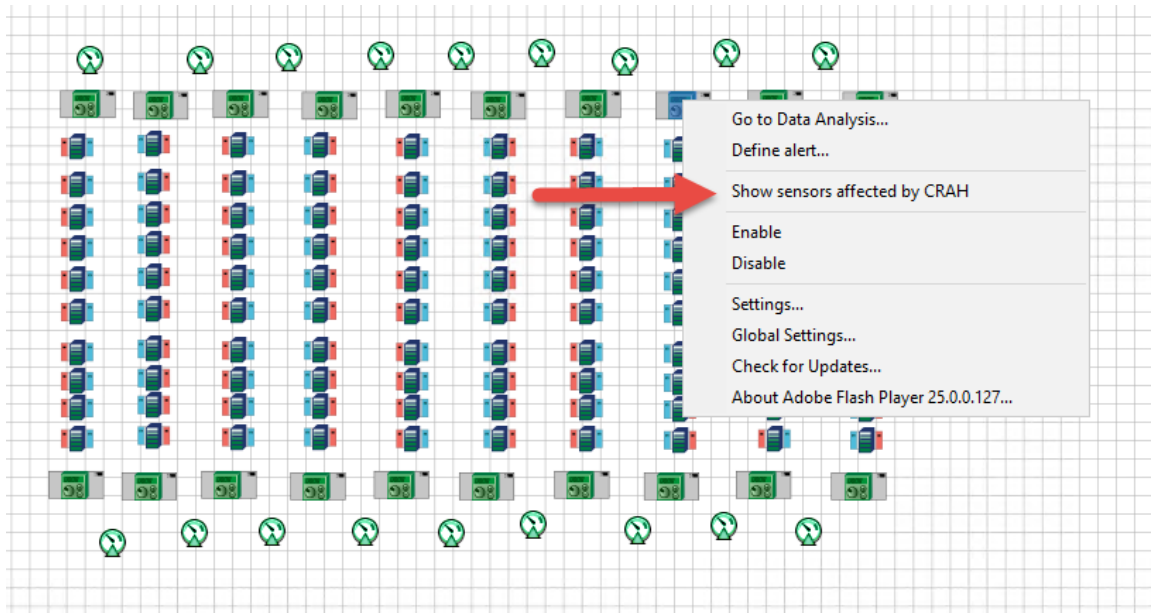 Go to Data Analysis...
Define alert...
Show sensors affected by CRAH
Enable
Disable
Settings...
Global Settings...
Check for Updates...
About Adobe Flash Player 25.0.0.127...